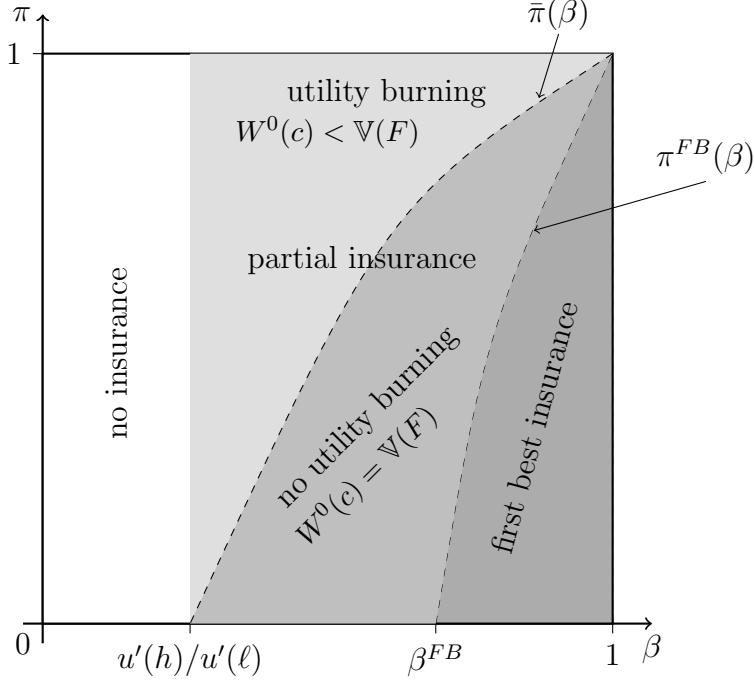 π
π̄(β)
1
utility burning
W⁰(c) < 𝕍(F)
π^{FB}(β)
partial insurance
no insurance
no utility burning
W⁰(c) = 𝕍(F)
first best insurance
0
u′(h)/u′(ℓ)
β^{FB}
1
β